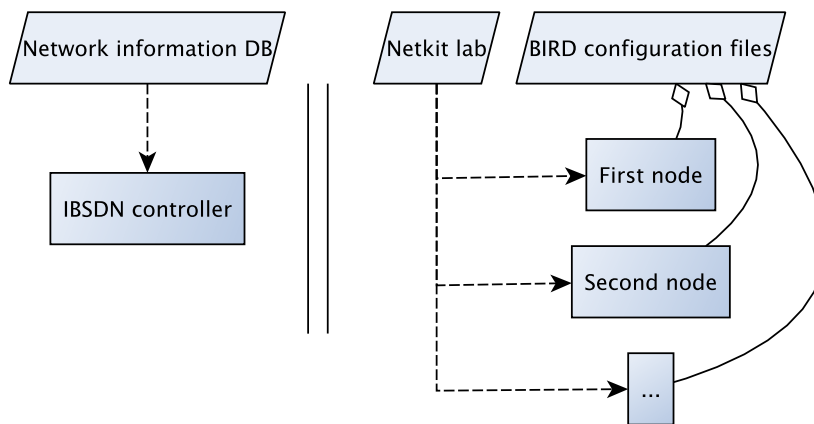 Network information DB
Netkit lab
BIRD configuration files
IBSDN controller
First node
Second node
...